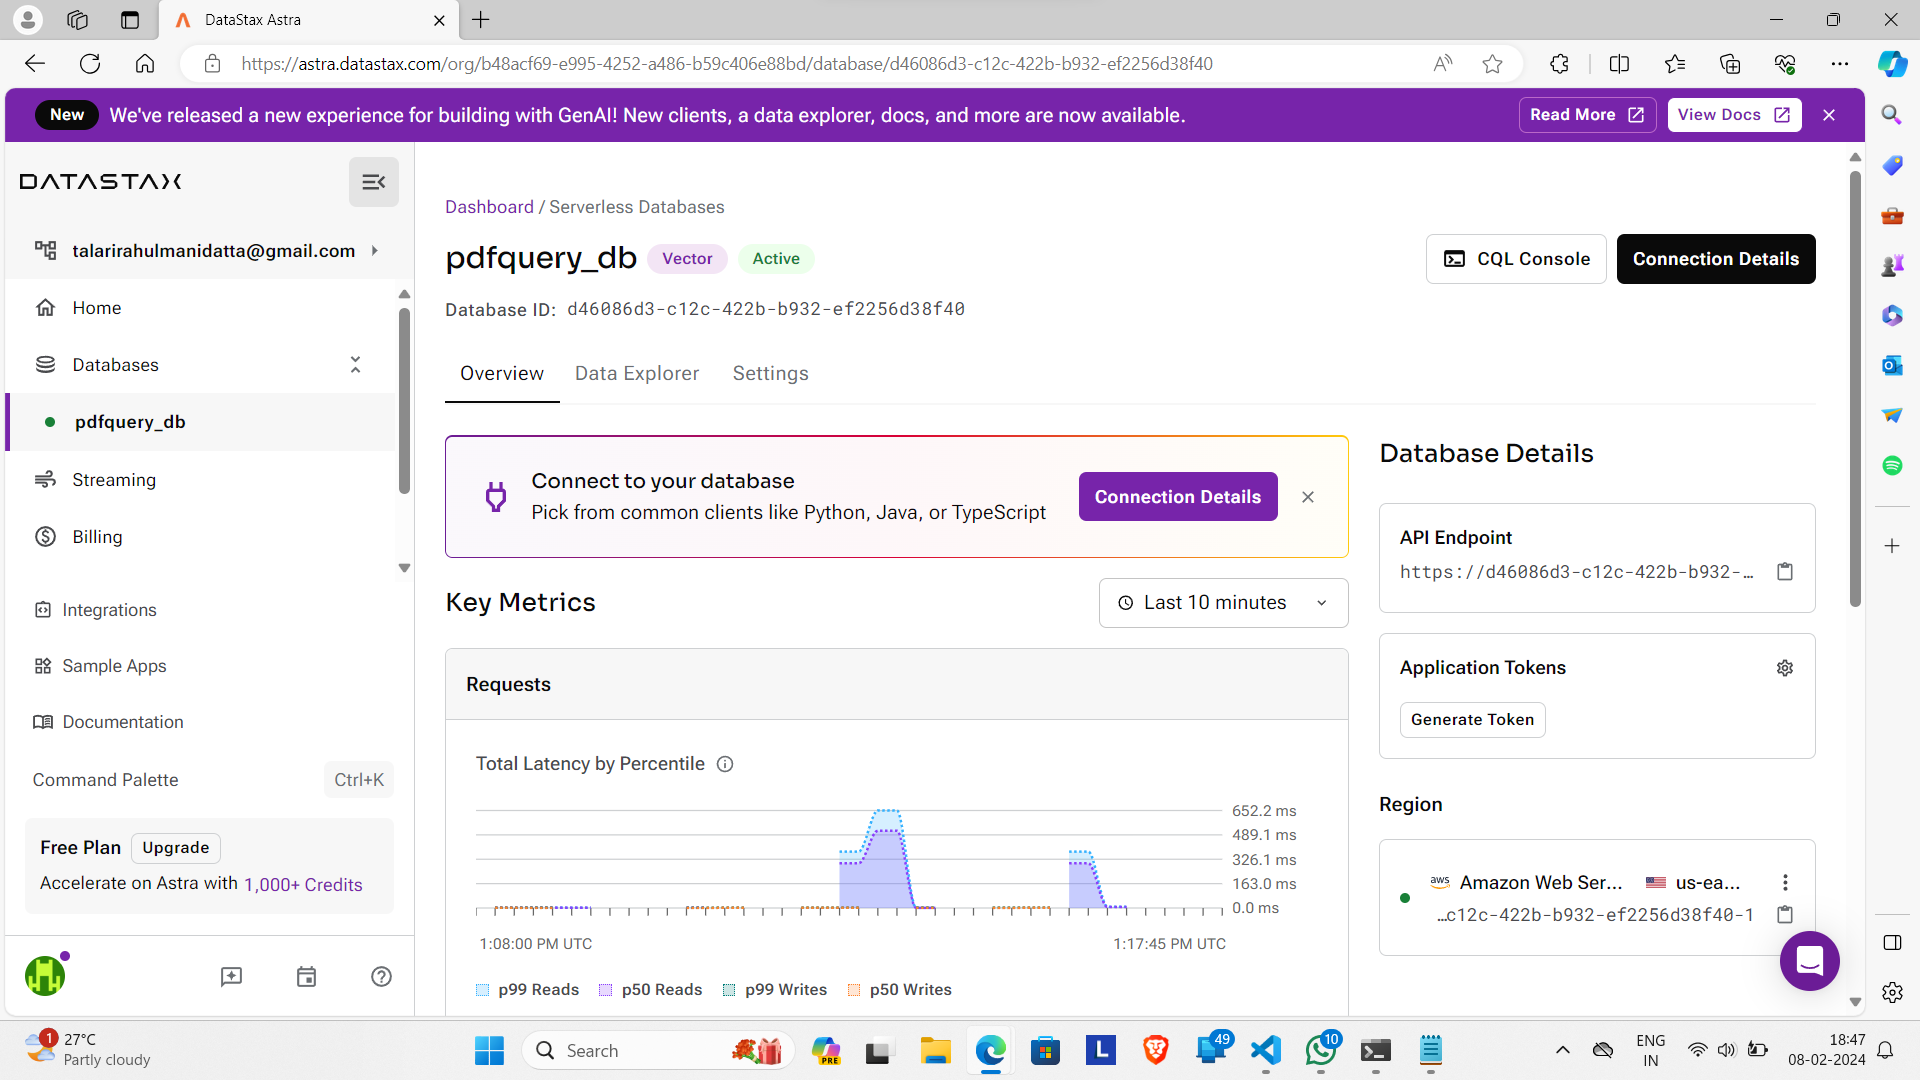 DataStax Astra
https://astra.datastax.com/org/b48acf69-e995-4252-a486-b59c406e88bd/database/d46086d3-c12c-422b-b932-ef2256d38f40
New We've released a new experience for building with GenAI! New clients, a data explorer, docs, and more are now available. Read More View Docs
DATASTAX
talarirahulmanidatta@gmail.com
Home
Databases
pdfquery_db
Streaming
Billing
Integrations
Sample Apps
Documentation
Command Palette Ctrl+K
Free Plan Upgrade
Accelerate on Astra with 1,000+ Credits
Dashboard / Serverless Databases
pdfquery_db Vector Active
CQL Console Connection Details
Database ID: d46086d3-c12c-422b-b932-ef2256d38f40
Overview Data Explorer Settings
Connect to your database
Pick from common clients like Python, Java, or TypeScript
Connection Details
Key Metrics
Last 10 minutes
Requests
Total Latency by Percentile
652.2 ms
489.1 ms
326.1 ms
163.0 ms
0.0 ms
1:08:00 PM UTC 1:17:45 PM UTC
p99 Reads p50 Reads p99 Writes p50 Writes
Database Details
API Endpoint
https://d46086d3-c12c-422b-b932-…
Application Tokens
Generate Token
Region
aws Amazon Web Ser... us-ea...
…c12c-422b-b932-ef2256d38f40-1
1
27°C
Partly cloudy
Search
PRE
L
49
10
ENG
IN
18:47
08-02-2024